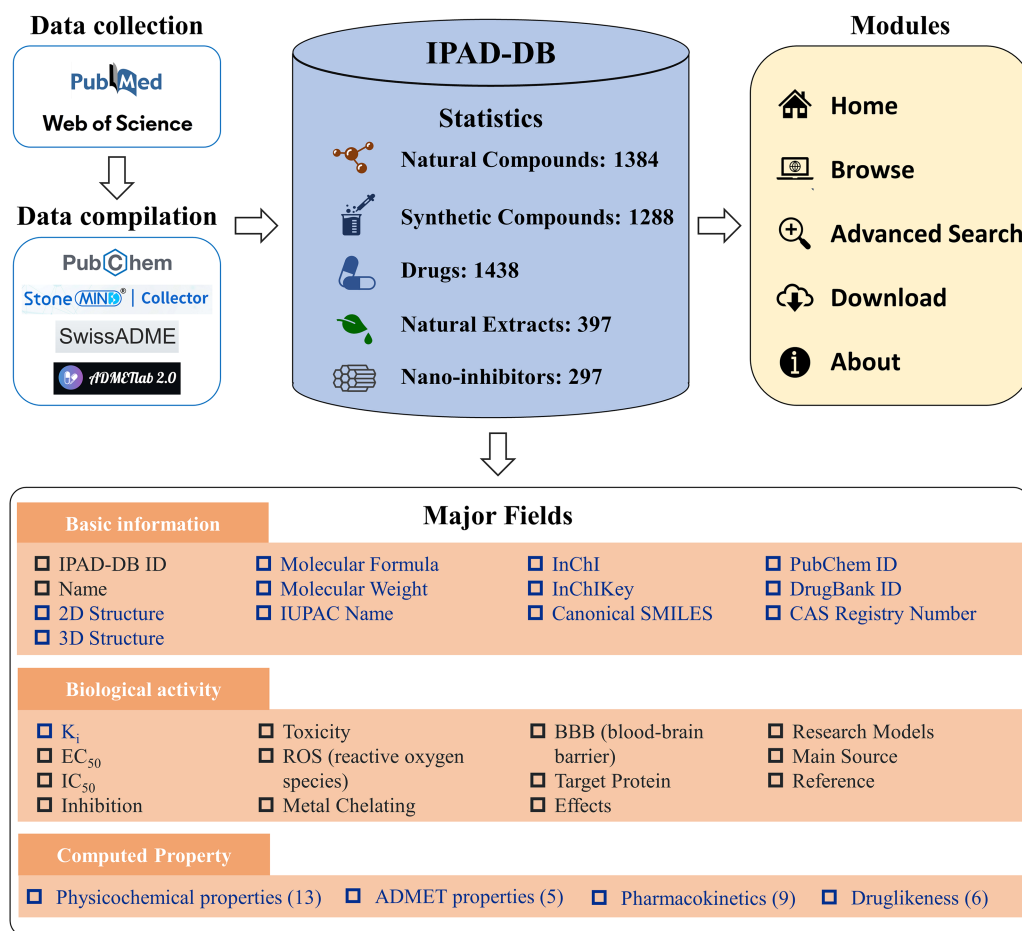 Data collection
PubMed
Web of Science
Data compilation
PubChem
StoneMIND® | Collector
SwissADME
ADMETlab 2.0
IPAD-DB
Statistics
Natural Compounds: 1384
Synthetic Compounds: 1288
Drugs: 1438
Natural Extracts: 397
Nano-inhibitors: 297
Modules
Home
Browse
Advanced Search
Download
About
Major Fields
Basic information
IPAD-DB ID
Name
2D Structure
3D Structure
Molecular Formula
Molecular Weight
IUPAC Name
InChI
InChIKey
Canonical SMILES
PubChem ID
DrugBank ID
CAS Registry Number
Biological activity
Ki
EC50
IC50
Inhibition
Toxicity
ROS (reactive oxygen
species)
Metal Chelating
BBB (blood-brain
barrier)
Target Protein
Effects
Research Models
Main Source
Reference
Computed Property
Physicochemical properties (13)
ADMET properties (5)
Pharmacokinetics (9)
Druglikeness (6)